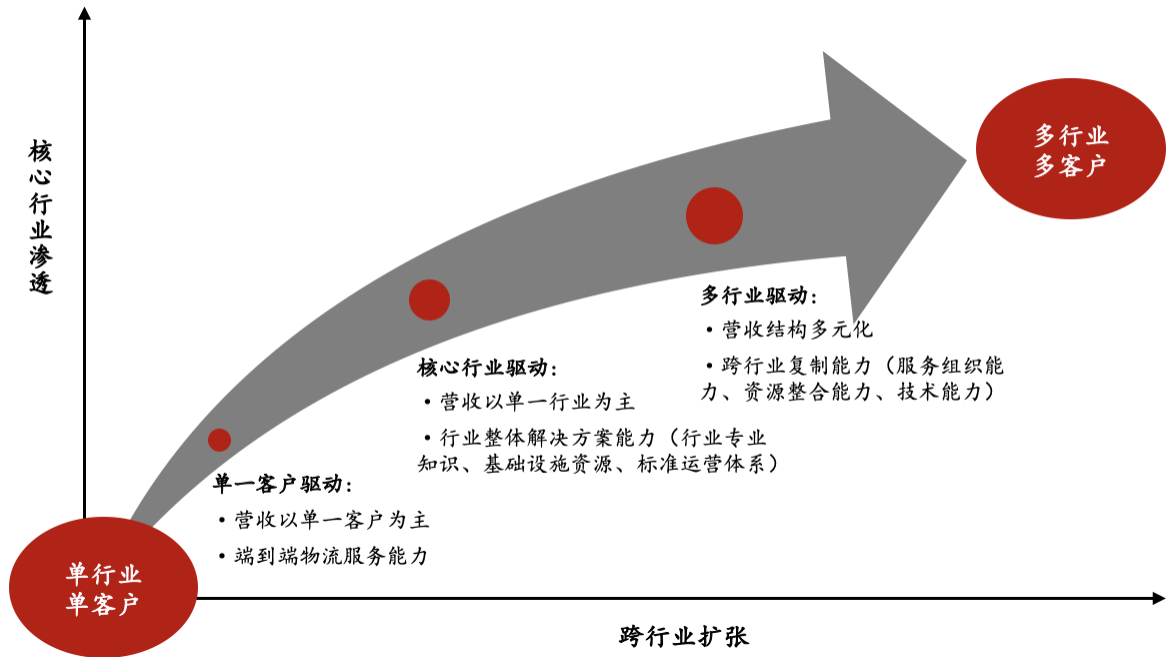 核心行业渗透
多行业
多客户
多行业驱动：
·营收结构多元化
·跨行业复制能力（服务组织能
力、资源整合能力、技术能力）
核心行业驱动：
·营收以单一行业为主
·行业整体解决方案能力（行业专业
知识、基础设施资源、标准运营体系）
单一客户驱动：
·营收以单一客户为主
·端到端物流服务能力
单行业
单客户
跨行业扩张